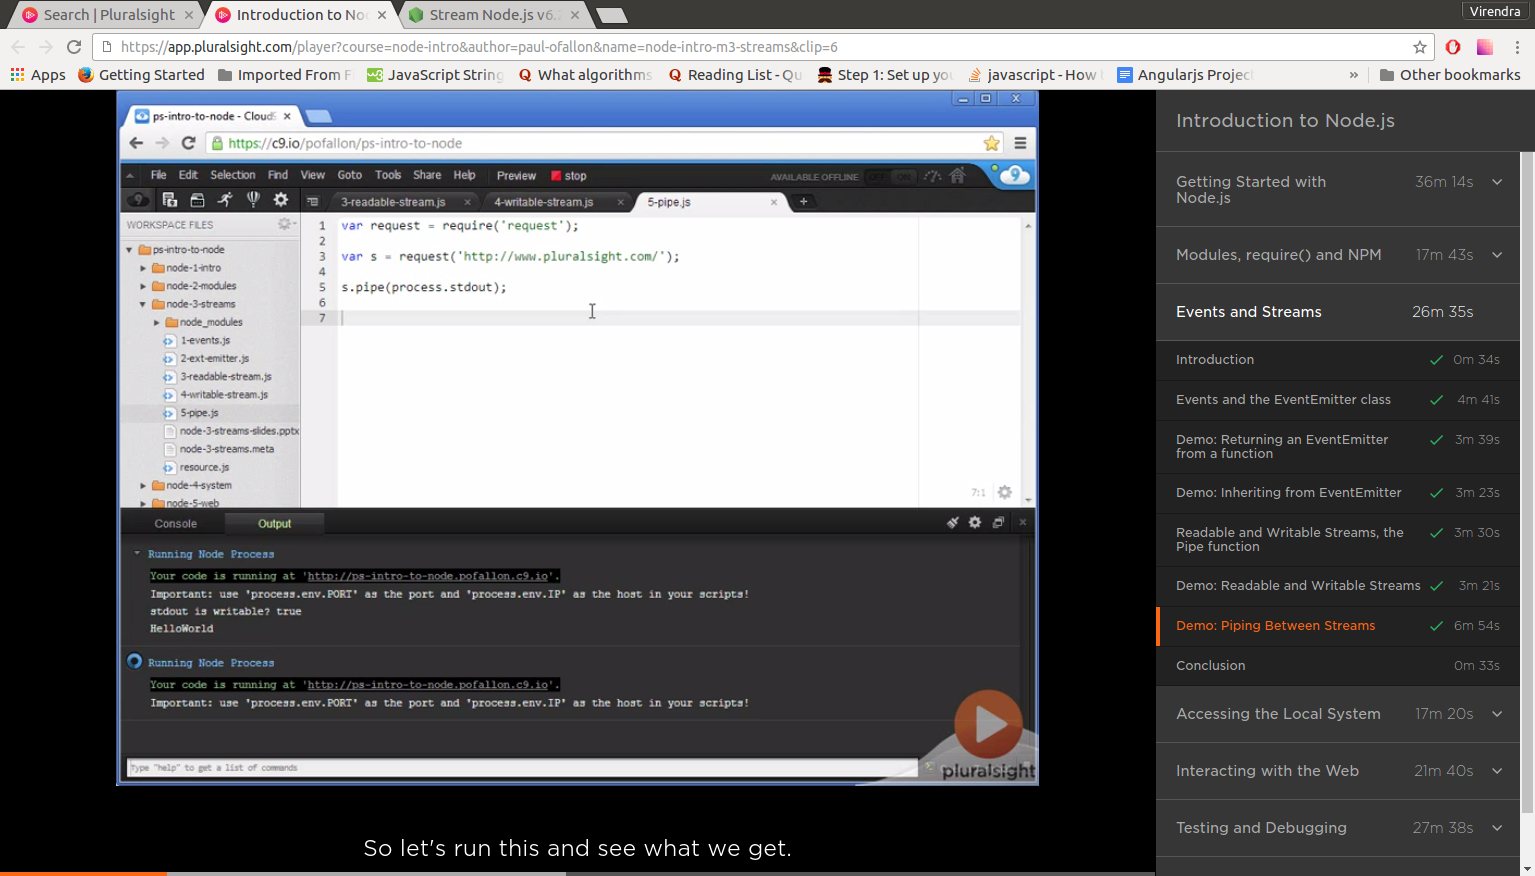 Virendra
Search | Pluralsight
Introduction to No
Stream Node.js v6.
https://app.pluralsight.com/player?course=node-intro&author=paul-ofallon&name=node-intro-m3-streams&clip=6
Apps
Getting Started
Imported From F
JavaScript String
What algorithms
Reading List - Qu
Step 1: Set up you
javascript - How
Angularjs Project
»
Other bookmarks
ps-intro-to-node - Cloud9
https://c9.io/pofallon/ps-intro-to-node
File Edit Selection Find View Goto Tools Share Help Preview stop
AVAILABLE OFFLINE OFF ON
3-readable-stream.js
4-writable-stream.js
5-pipe.js
WORKSPACE FILES
ps-intro-to-node
node-1-intro
node-2-modules
node-3-streams
node_modules
1-events.js
2-ext-emitter.js
3-readable-stream.js
4-writable-stream.js
5-pipe.js
node-3-streams-slides.pptx
node-3-streams.meta
resource.js
node-4-system
node-5-web
1 var request = require('request');
2
3 var s = request('http://www.pluralsight.com/');
4
5 s.pipe(process.stdout);
6
7
7:1
Console Output
Running Node Process
Your code is running at 'http://ps-intro-to-node.pofallon.c9.io'.
Important: use 'process.env.PORT' as the port and 'process.env.IP' as the host in your scripts!
stdout is writable? true
HelloWorld
Running Node Process
Your code is running at 'http://ps-intro-to-node.pofallon.c9.io'.
Important: use 'process.env.PORT' as the port and 'process.env.IP' as the host in your scripts!
Type "help" to get a list of commands
pluralsight
So let's run this and see what we get.
Introduction to Node.js
Getting Started with
Node.js
36m 14s
Modules, require() and NPM 17m 43s
Events and Streams 26m 35s
Introduction 0m 34s
Events and the EventEmitter class 4m 41s
Demo: Returning an EventEmitter
from a function
3m 39s
Demo: Inheriting from EventEmitter 3m 23s
Readable and Writable Streams, the
Pipe function
3m 30s
Demo: Readable and Writable Streams 3m 21s
Demo: Piping Between Streams 6m 54s
Conclusion 0m 33s
Accessing the Local System 17m 20s
Interacting with the Web 21m 40s
Testing and Debugging 27m 38s